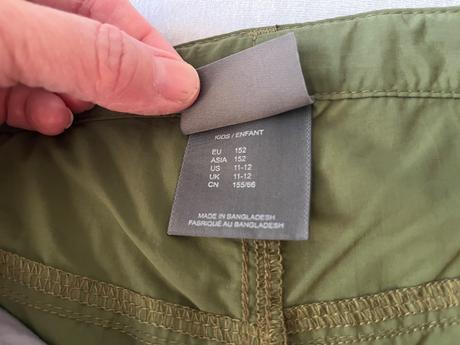 KIDS / ENFANT
EU 152
ASIA 152
US 11-12
UK 11-12
CN 155/66
MADE IN BANGLADESH
FABRIQUÉ AU BANGLADESH